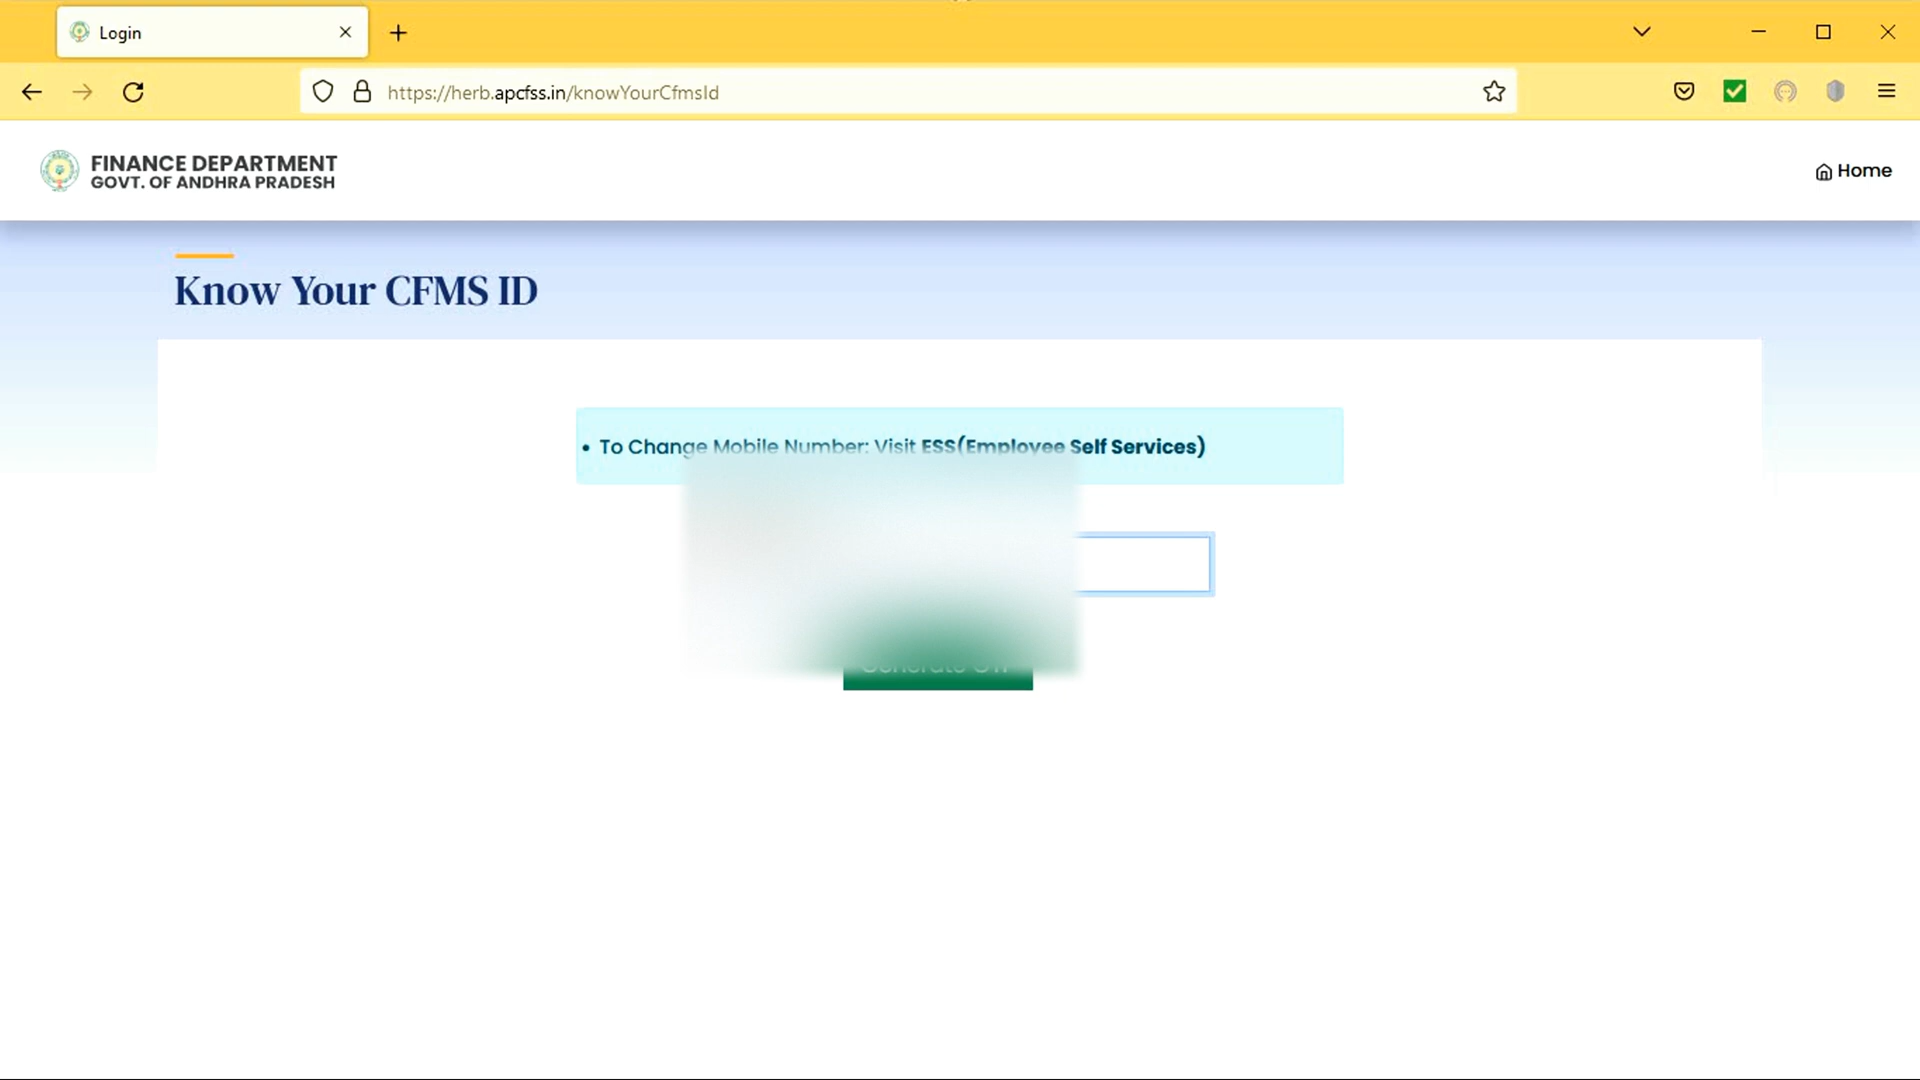 Login
https://herb.apcfss.in/knowYourCfmsId
FINANCE DEPARTMENT
GOVT. OF ANDHRA PRADESH
Home
Know Your CFMS ID
• To Change Mobile Number: Visit ESS(Employee Self Services)